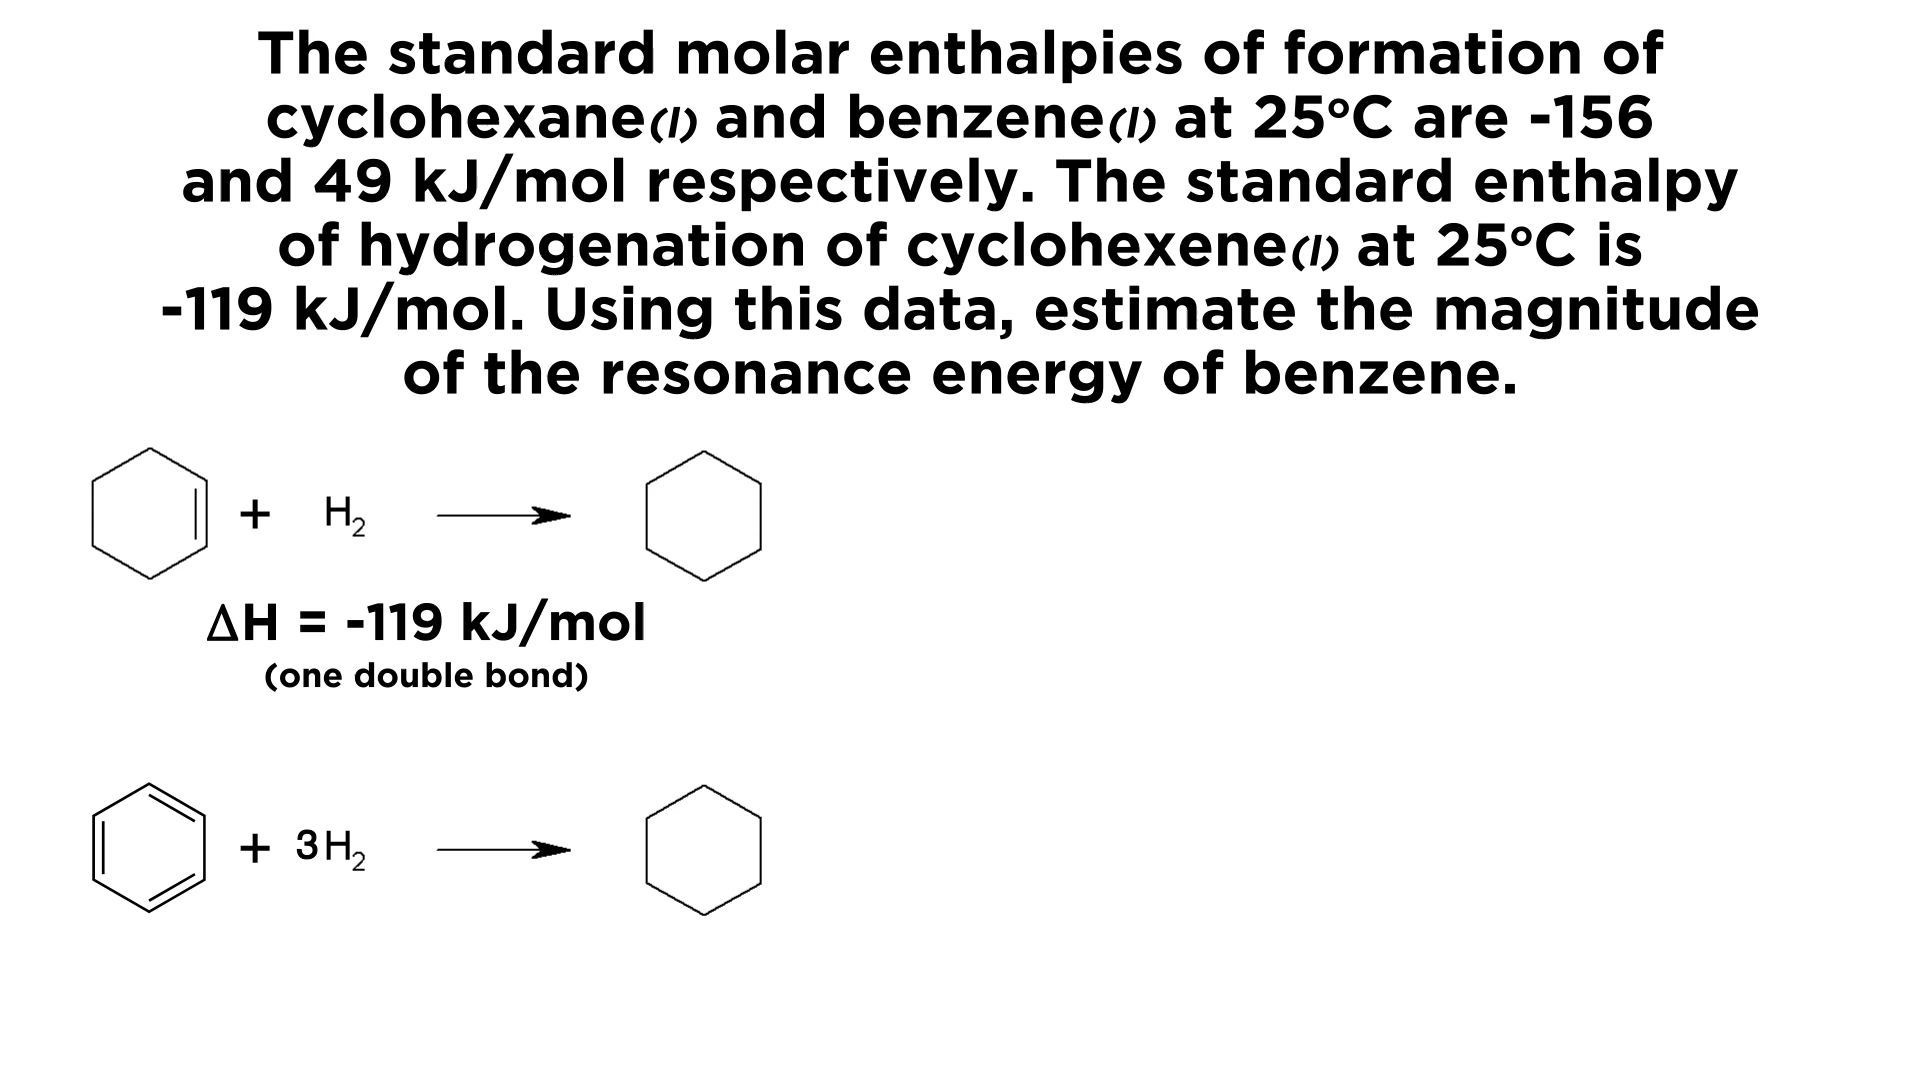 The standard molar enthalpies of formation of
cyclohexane(l) and benzene(l) at 25°C are -156
and 49 kJ/mol respectively. The standard enthalpy
of hydrogenation of cyclohexene(l) at 25°C is
-119 kJ/mol. Using this data, estimate the magnitude
of the resonance energy of benzene.
+ H₂
ΔH = -119 kJ/mol
(one double bond)
+ 3H₂